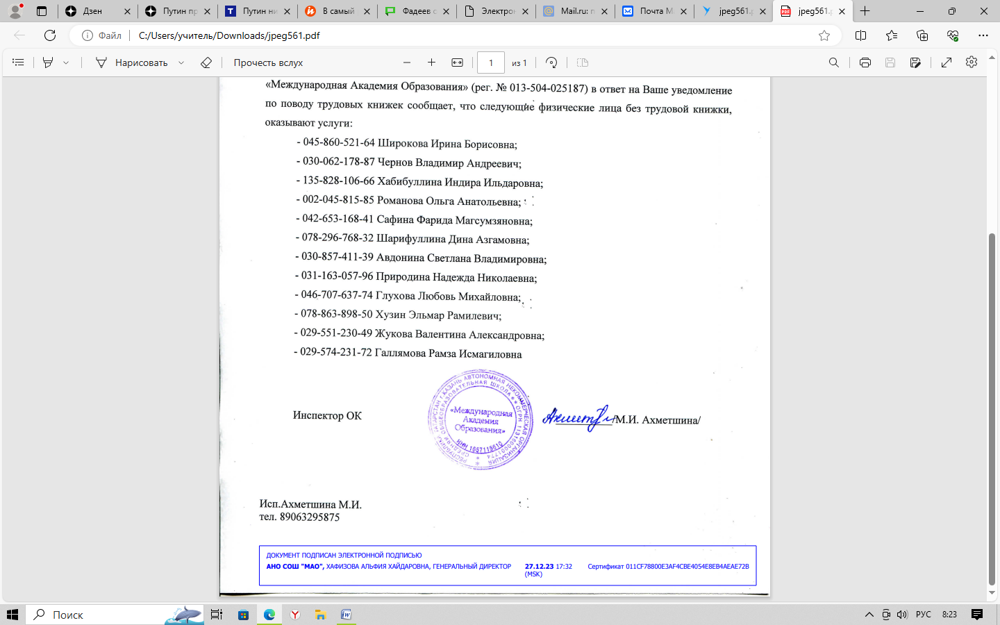 Дзен
Путин пр
Путин ни
В самый
Фадеев с
Электрон
Mail.ru: п
Почта М
jpeg561.p
jpeg561.p
Файл
C:/Users/учитель/Downloads/jpeg561.pdf
Нарисовать
Прочесть вслух
1
из 1
«Международная Академия Образования» (рег. № 013-504-025187) в ответ на Ваше уведомление
по поводу трудовых книжек сообщает, что следующие физические лица без трудовой книжки,
оказывают услуги:
- 045-860-521-64 Широкова Ирина Борисовна;
- 030-062-178-87 Чернов Владимир Андреевич;
- 135-828-106-66 Хабибуллина Индира Ильдаровна;
- 002-045-815-85 Романова Ольга Анатольевна;
- 042-653-168-41 Сафина Фарида Магсумзяновна;
- 078-296-768-32 Шарифуллина Дина Азгамовна;
- 030-857-411-39 Авдонина Светлана Владимировна;
- 031-163-057-96 Природина Надежда Николаевна;
- 046-707-637-74 Глухова Любовь Михайловна;
- 078-863-898-50 Хузин Эльмар Рамилевич;
- 029-551-230-49 Жукова Валентина Александровна;
- 029-574-231-72 Галлямова Рамза Исмагиловна
РЕСПУБЛИКА ТАТАРСТАН Г.КАЗАНЬ АВТОНОМНАЯ НЕКОММЕРЧЕСКАЯ ОРГАНИЗАЦИЯ
СРЕДНЯЯ ОБЩЕОБРАЗОВАТЕЛЬНАЯ ШКОЛА
«Международная
Академия
Образования»
ИНН 1657115610
Инспектор ОК
/М.И. Ахметшина/
Исп.Ахметшина М.И.
тел. 89063295875
ДОКУМЕНТ ПОДПИСАН ЭЛЕКТРОННОЙ ПОДПИСЬЮ
АНО СОШ "МАО", ХАФИЗОВА АЛЬФИЯ ХАЙДАРОВНА, ГЕНЕРАЛЬНЫЙ ДИРЕКТОР
27.12.23 17:32
(MSK)
Сертификат 011CF78800E3AF4CBE4054E8EB4AEAE72B
Поиск
РУС
8:23